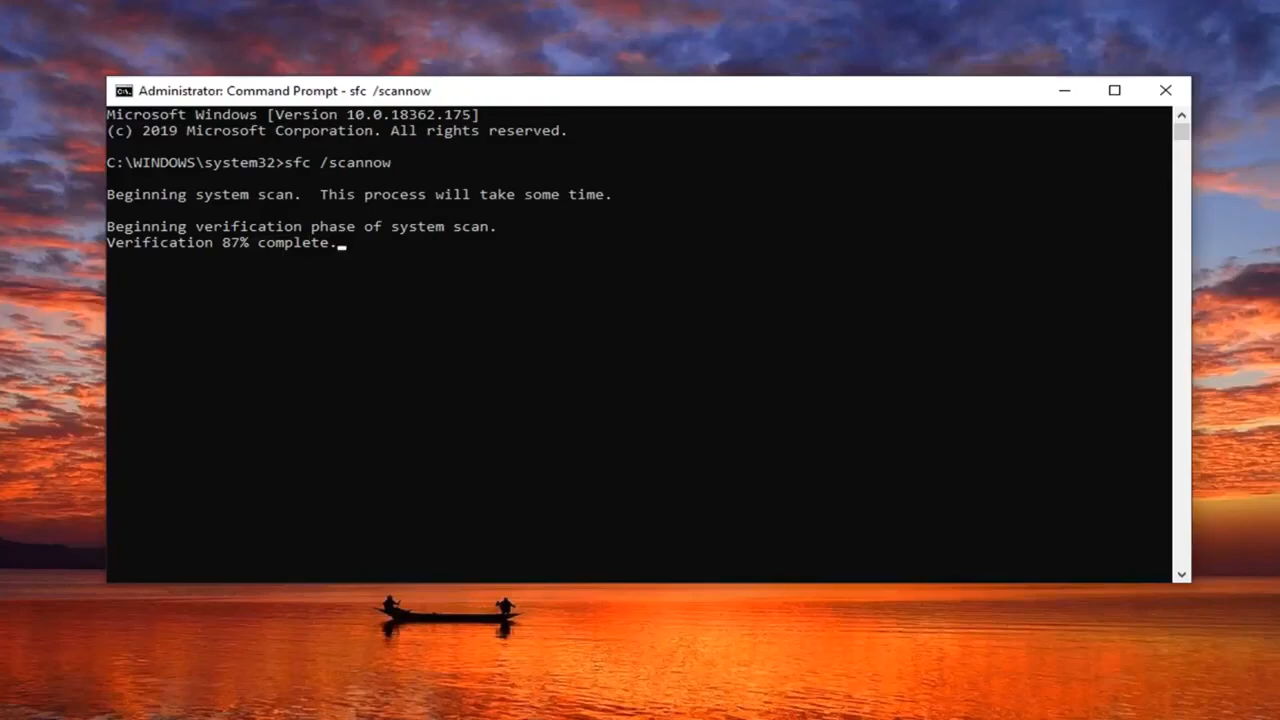 Administrator: Command Prompt - sfc  /scannow
Microsoft Windows [Version 10.0.18362.175]
(c) 2019 Microsoft Corporation. All rights reserved.
C:\WINDOWS\system32>sfc /scannow
Beginning system scan.  This process will take some time.
Beginning verification phase of system scan.
Verification 87% complete.